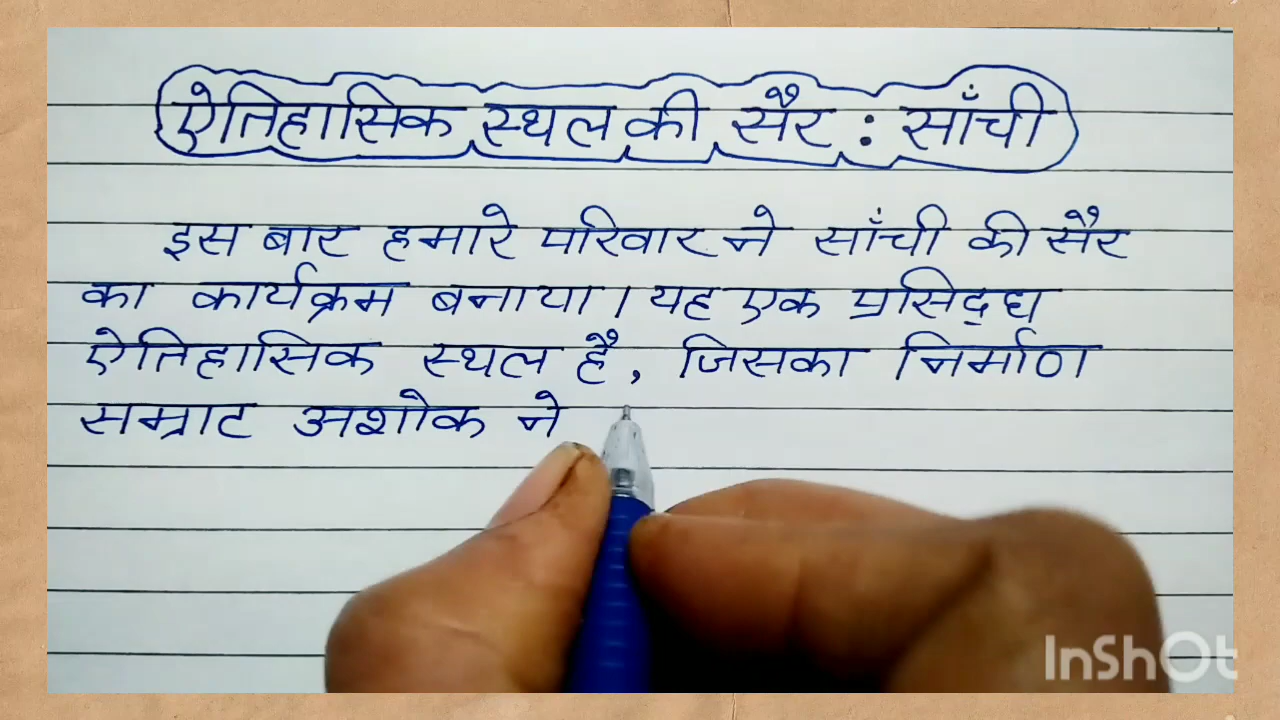 ऐतिहासिक स्थल की सैर : साँची
इस बार हमारे परिवार ने साँची की सैर
का कार्यक्रम बनाया। यह एक प्रसिद्ध
ऐतिहासिक स्थल है, जिसका निर्माण
सम्राट अशोक ने
InShOt